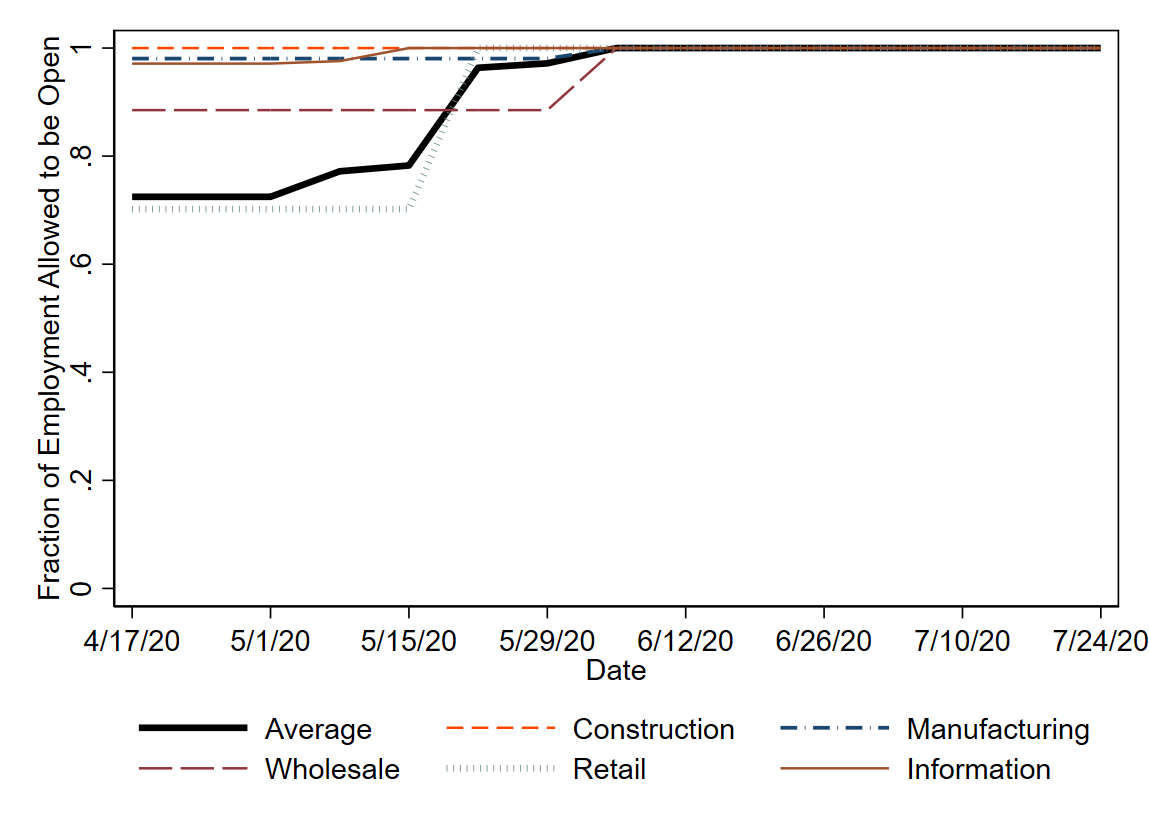 Fraction of Employment Allowed to be Open
1
.8
.6
.4
.2
0
4/17/20 5/1/20 5/15/20 5/29/20 6/12/20 6/26/20 7/10/20 7/24/20
Date
Average Construction Manufacturing
Wholesale Retail Information